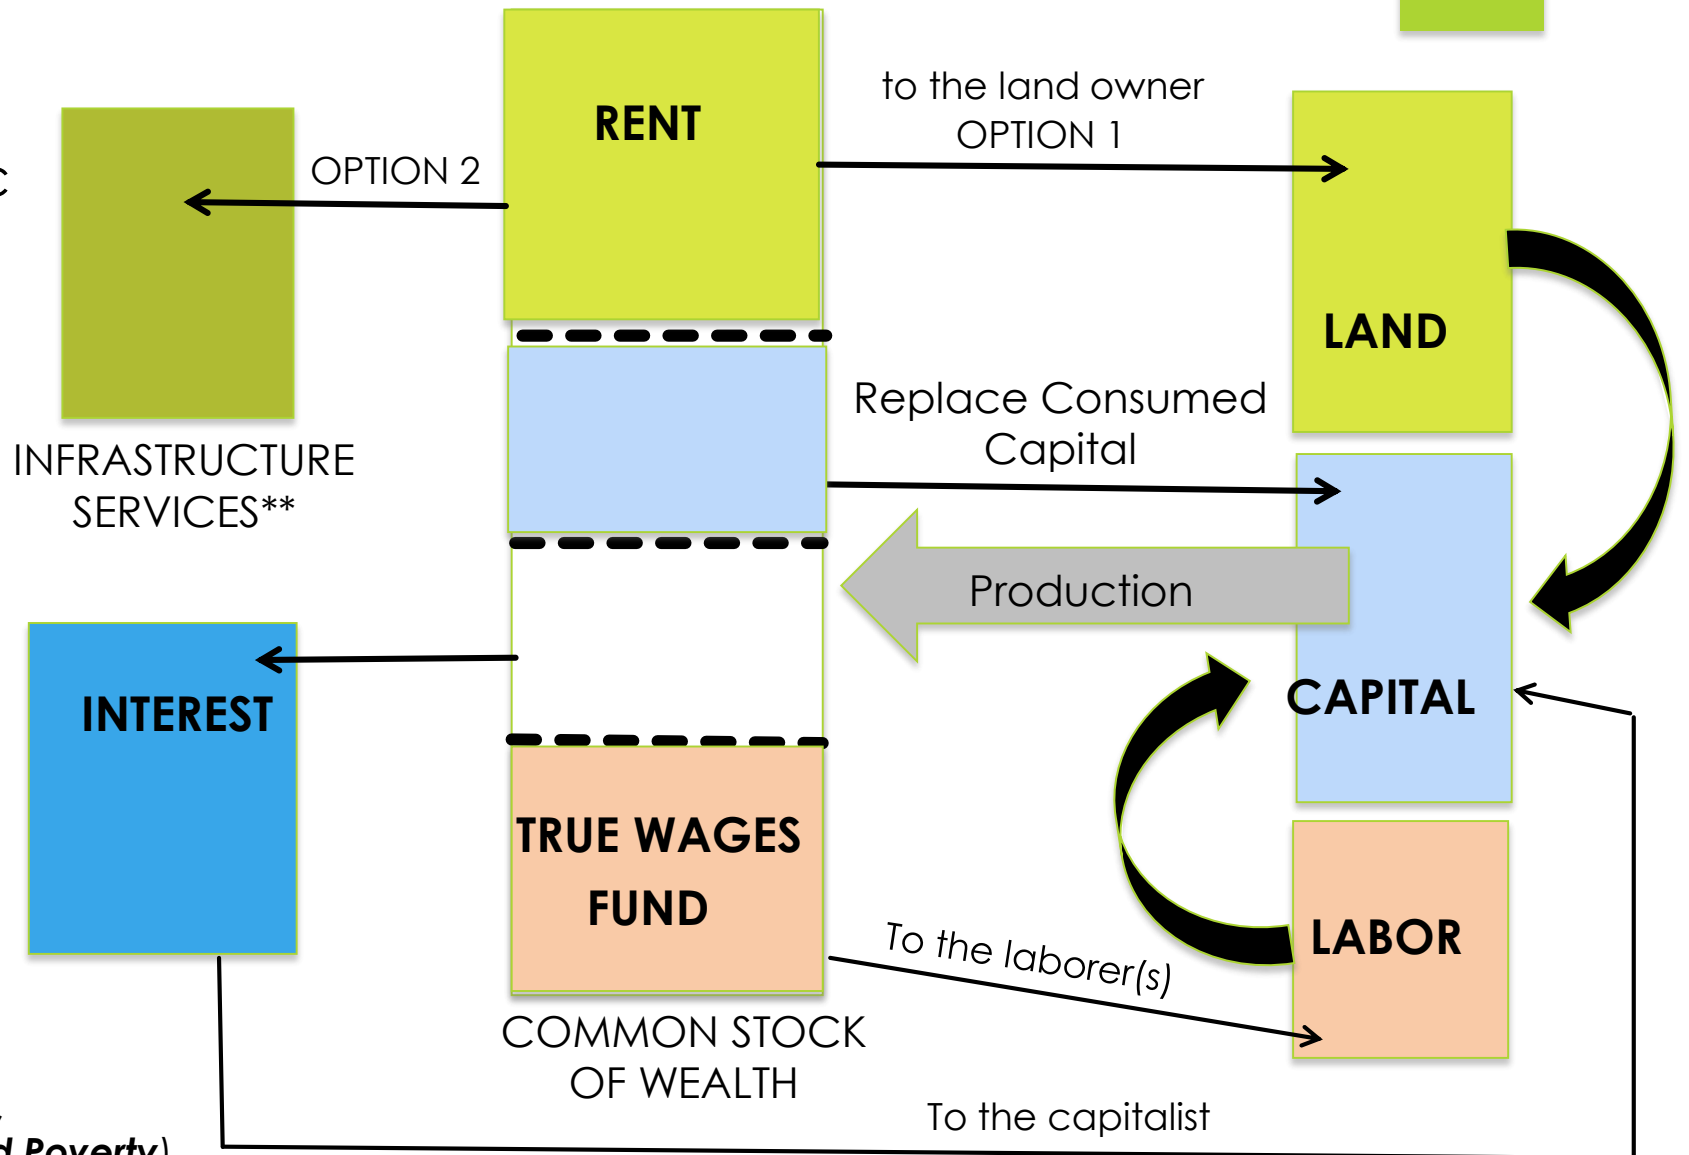 RENT
to the land owner
OPTION 1
OPTION 2
C
LAND
Replace Consumed
Capital
INFRASTRUCTURE
SERVICES**
Production
INTEREST
CAPITAL
TRUE WAGES
FUND
To the laborer(s)
LABOR
COMMON STOCK
OF WEALTH
To the capitalist
Poverty)